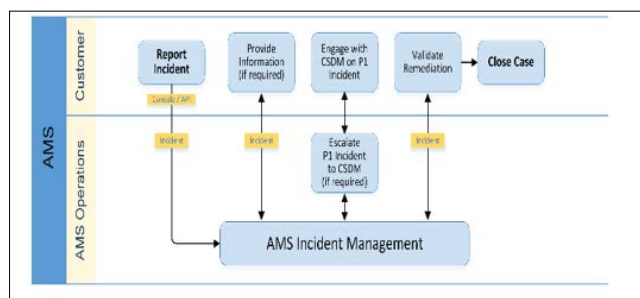 AMS
Customer
AMS Operations
Report
Incident
Provide
Information
(if required)
Engage with
CSDM on P1
Incident
Validate
Remediation
Close Case
Console / API
Incident
Incident
Incident
Escalate
P1 Incident
to CSDM
(if required)
AMS Incident Management